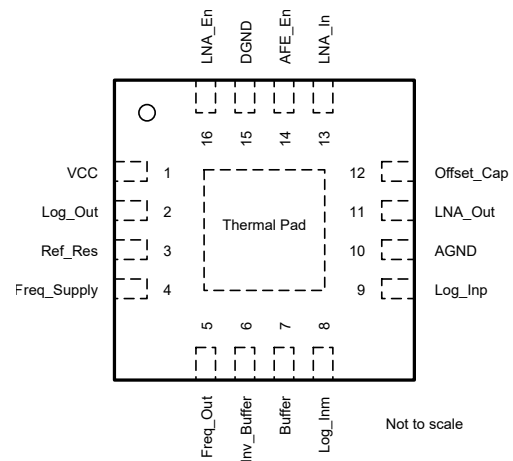 LNA_En
DGND
AFE_En
LNA_In
16
15
14
13
VCC 1
12 Offset_Cap
Log_Out 2
11 LNA_Out
Thermal Pad
Ref_Res 3
10 AGND
Freq_Supply 4
9 Log_Inp
5
6
7
8
Freq_Out
Inv_Buffer
Buffer
Log_Inm
Not to scale